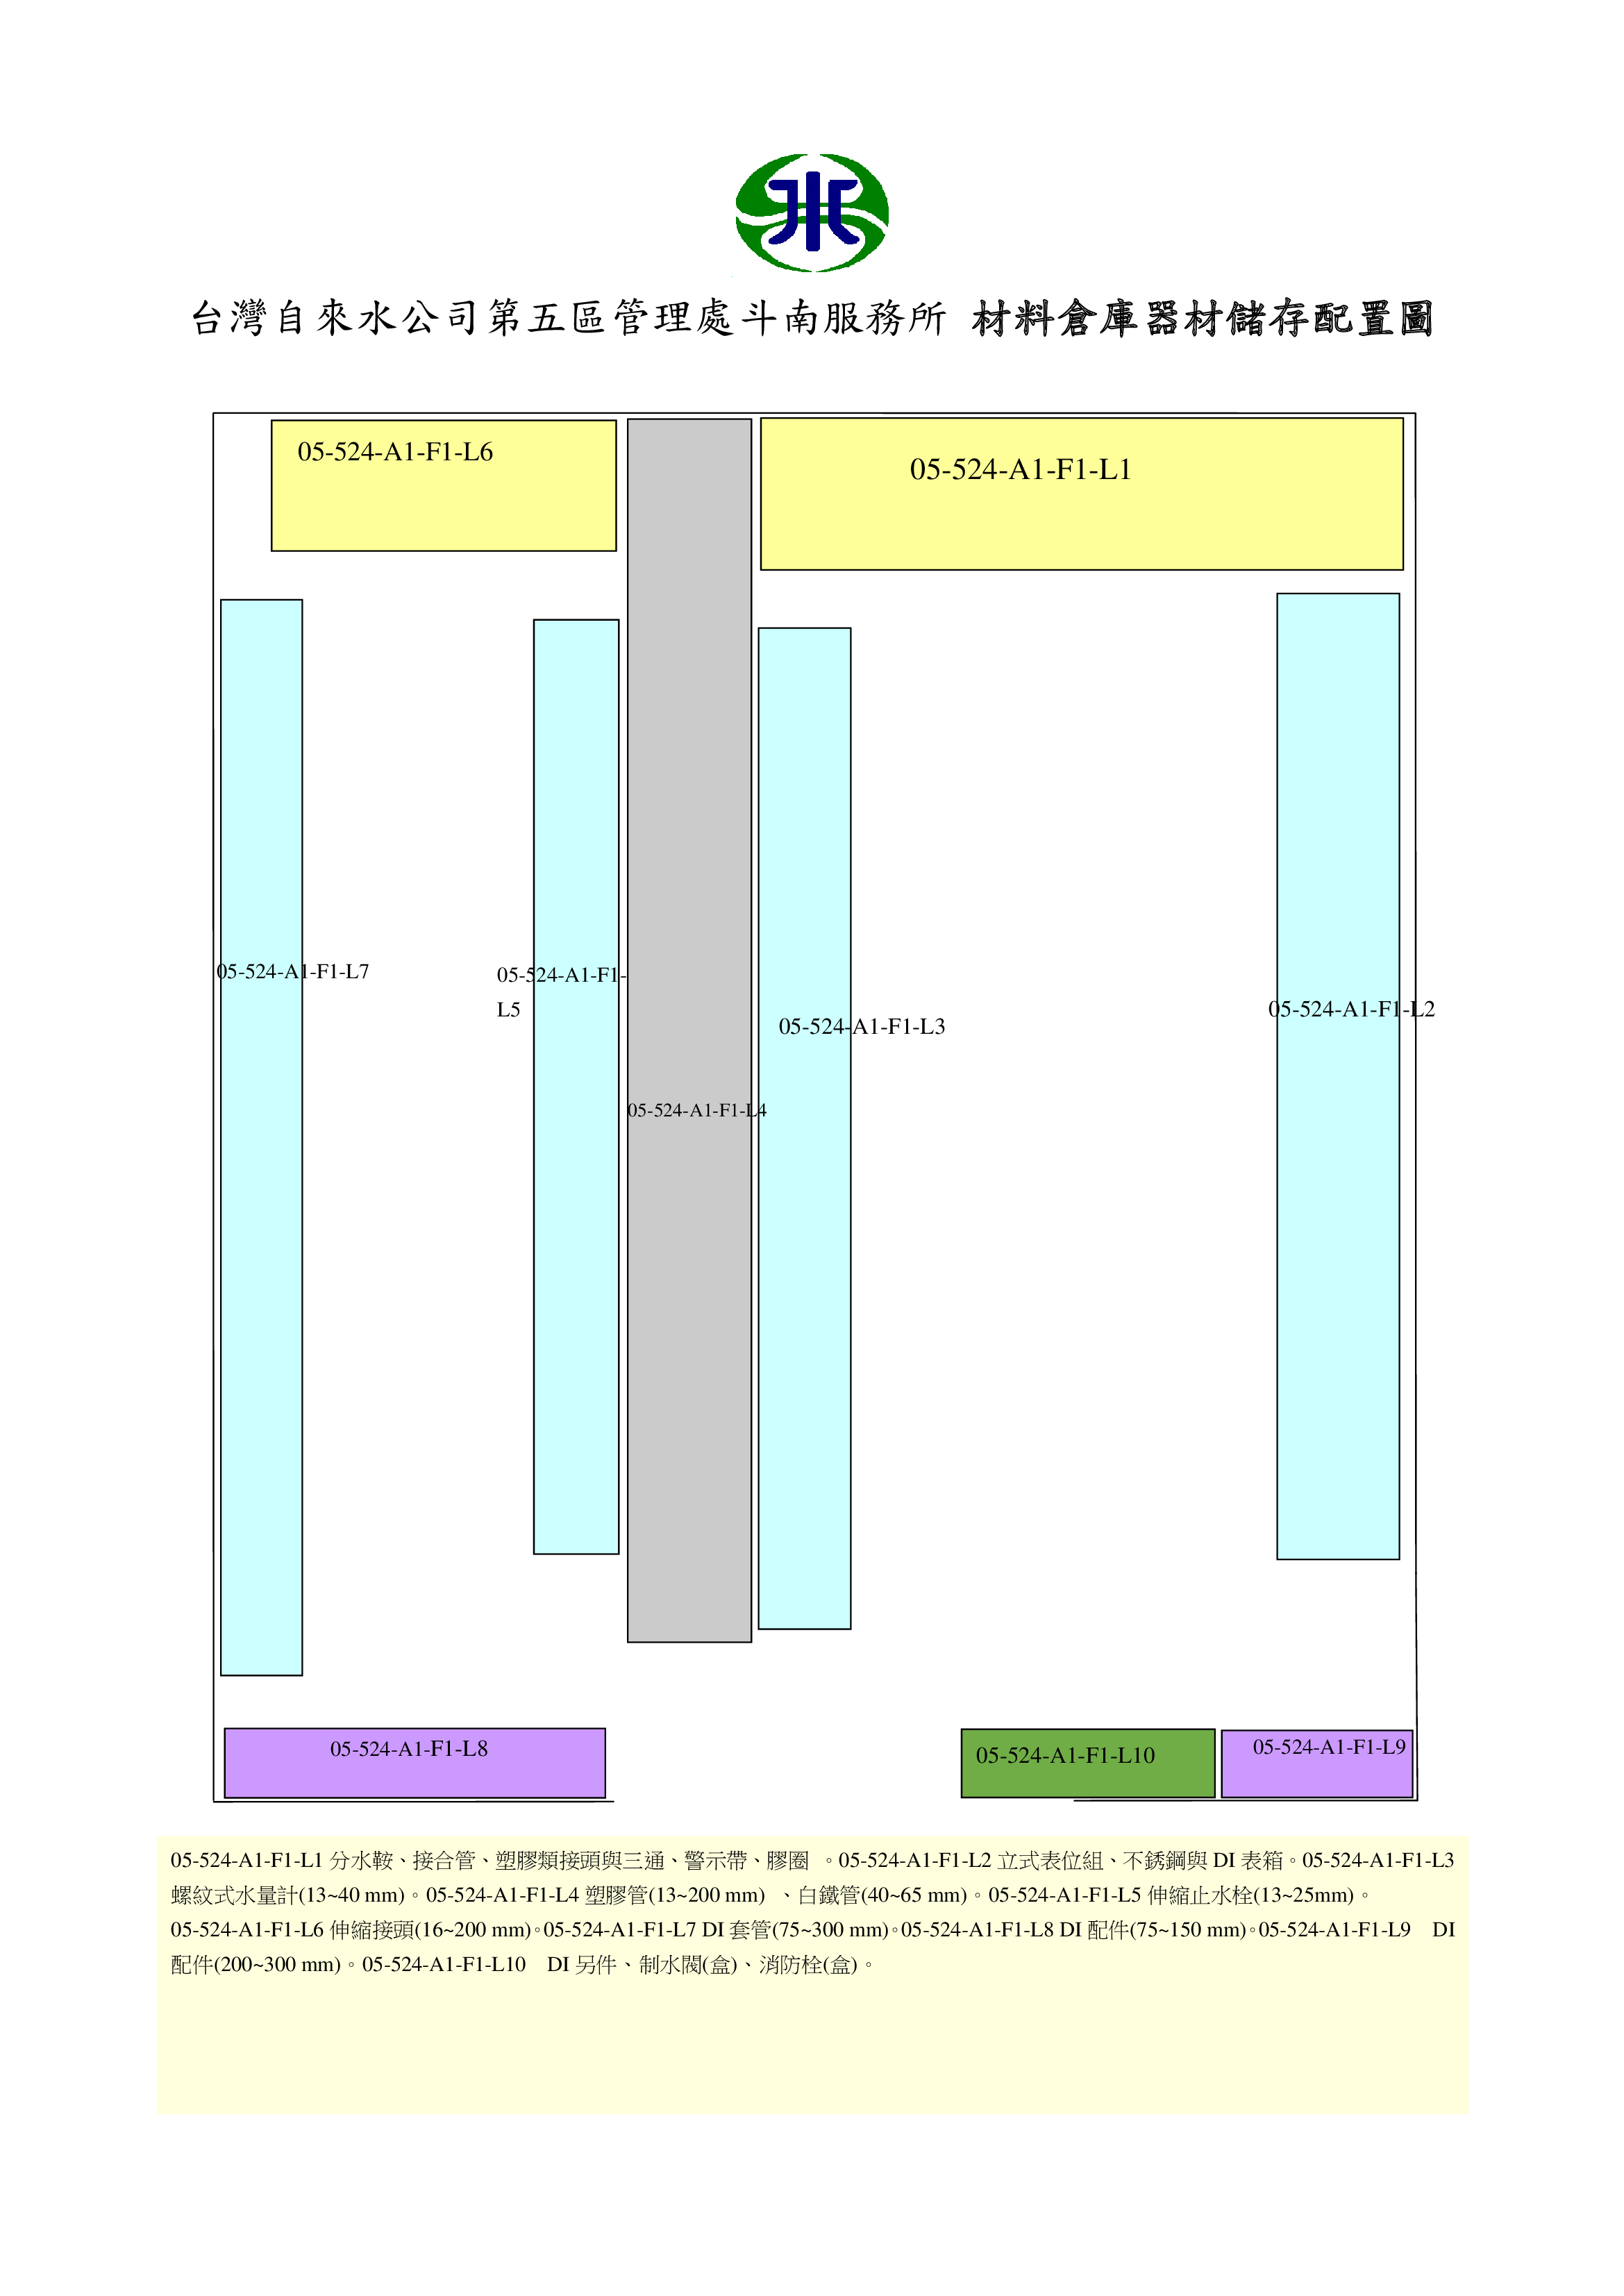 水
台灣自來水公司第五區管理處斗南服務所 材料倉庫器材儲存配置圖
05-524-A1-F1-L6
05-524-A1-F1-L1
05-524-A1-F1-L7
05-524-A1-F1-
L5
05-524-A1-F1-L2
05-524-A1-F1-L3
05-524-A1-F1-L4
05-524-A1-F1-L8
05-524-A1-F1-L10
05-524-A1-F1-L9
05-524-A1-F1-L1 分水鞍、接合管、塑膠類接頭與三通、警示帶、膠圈 。05-524-A1-F1-L2 立式表位組、不銹鋼與 DI 表箱。05-524-A1-F1-L3
螺紋式水量計(13~40 mm)。05-524-A1-F1-L4 塑膠管(13~200 mm) 、白鐵管(40~65 mm)。05-524-A1-F1-L5 伸縮止水栓(13~25mm)。
05-524-A1-F1-L6 伸縮接頭(16~200 mm)。05-524-A1-F1-L7 DI 套管(75~300 mm)。05-524-A1-F1-L8 DI 配件(75~150 mm)。05-524-A1-F1-L9 DI
配件(200~300 mm)。05-524-A1-F1-L10 DI 另件、制水閥(盒)、消防栓(盒)。